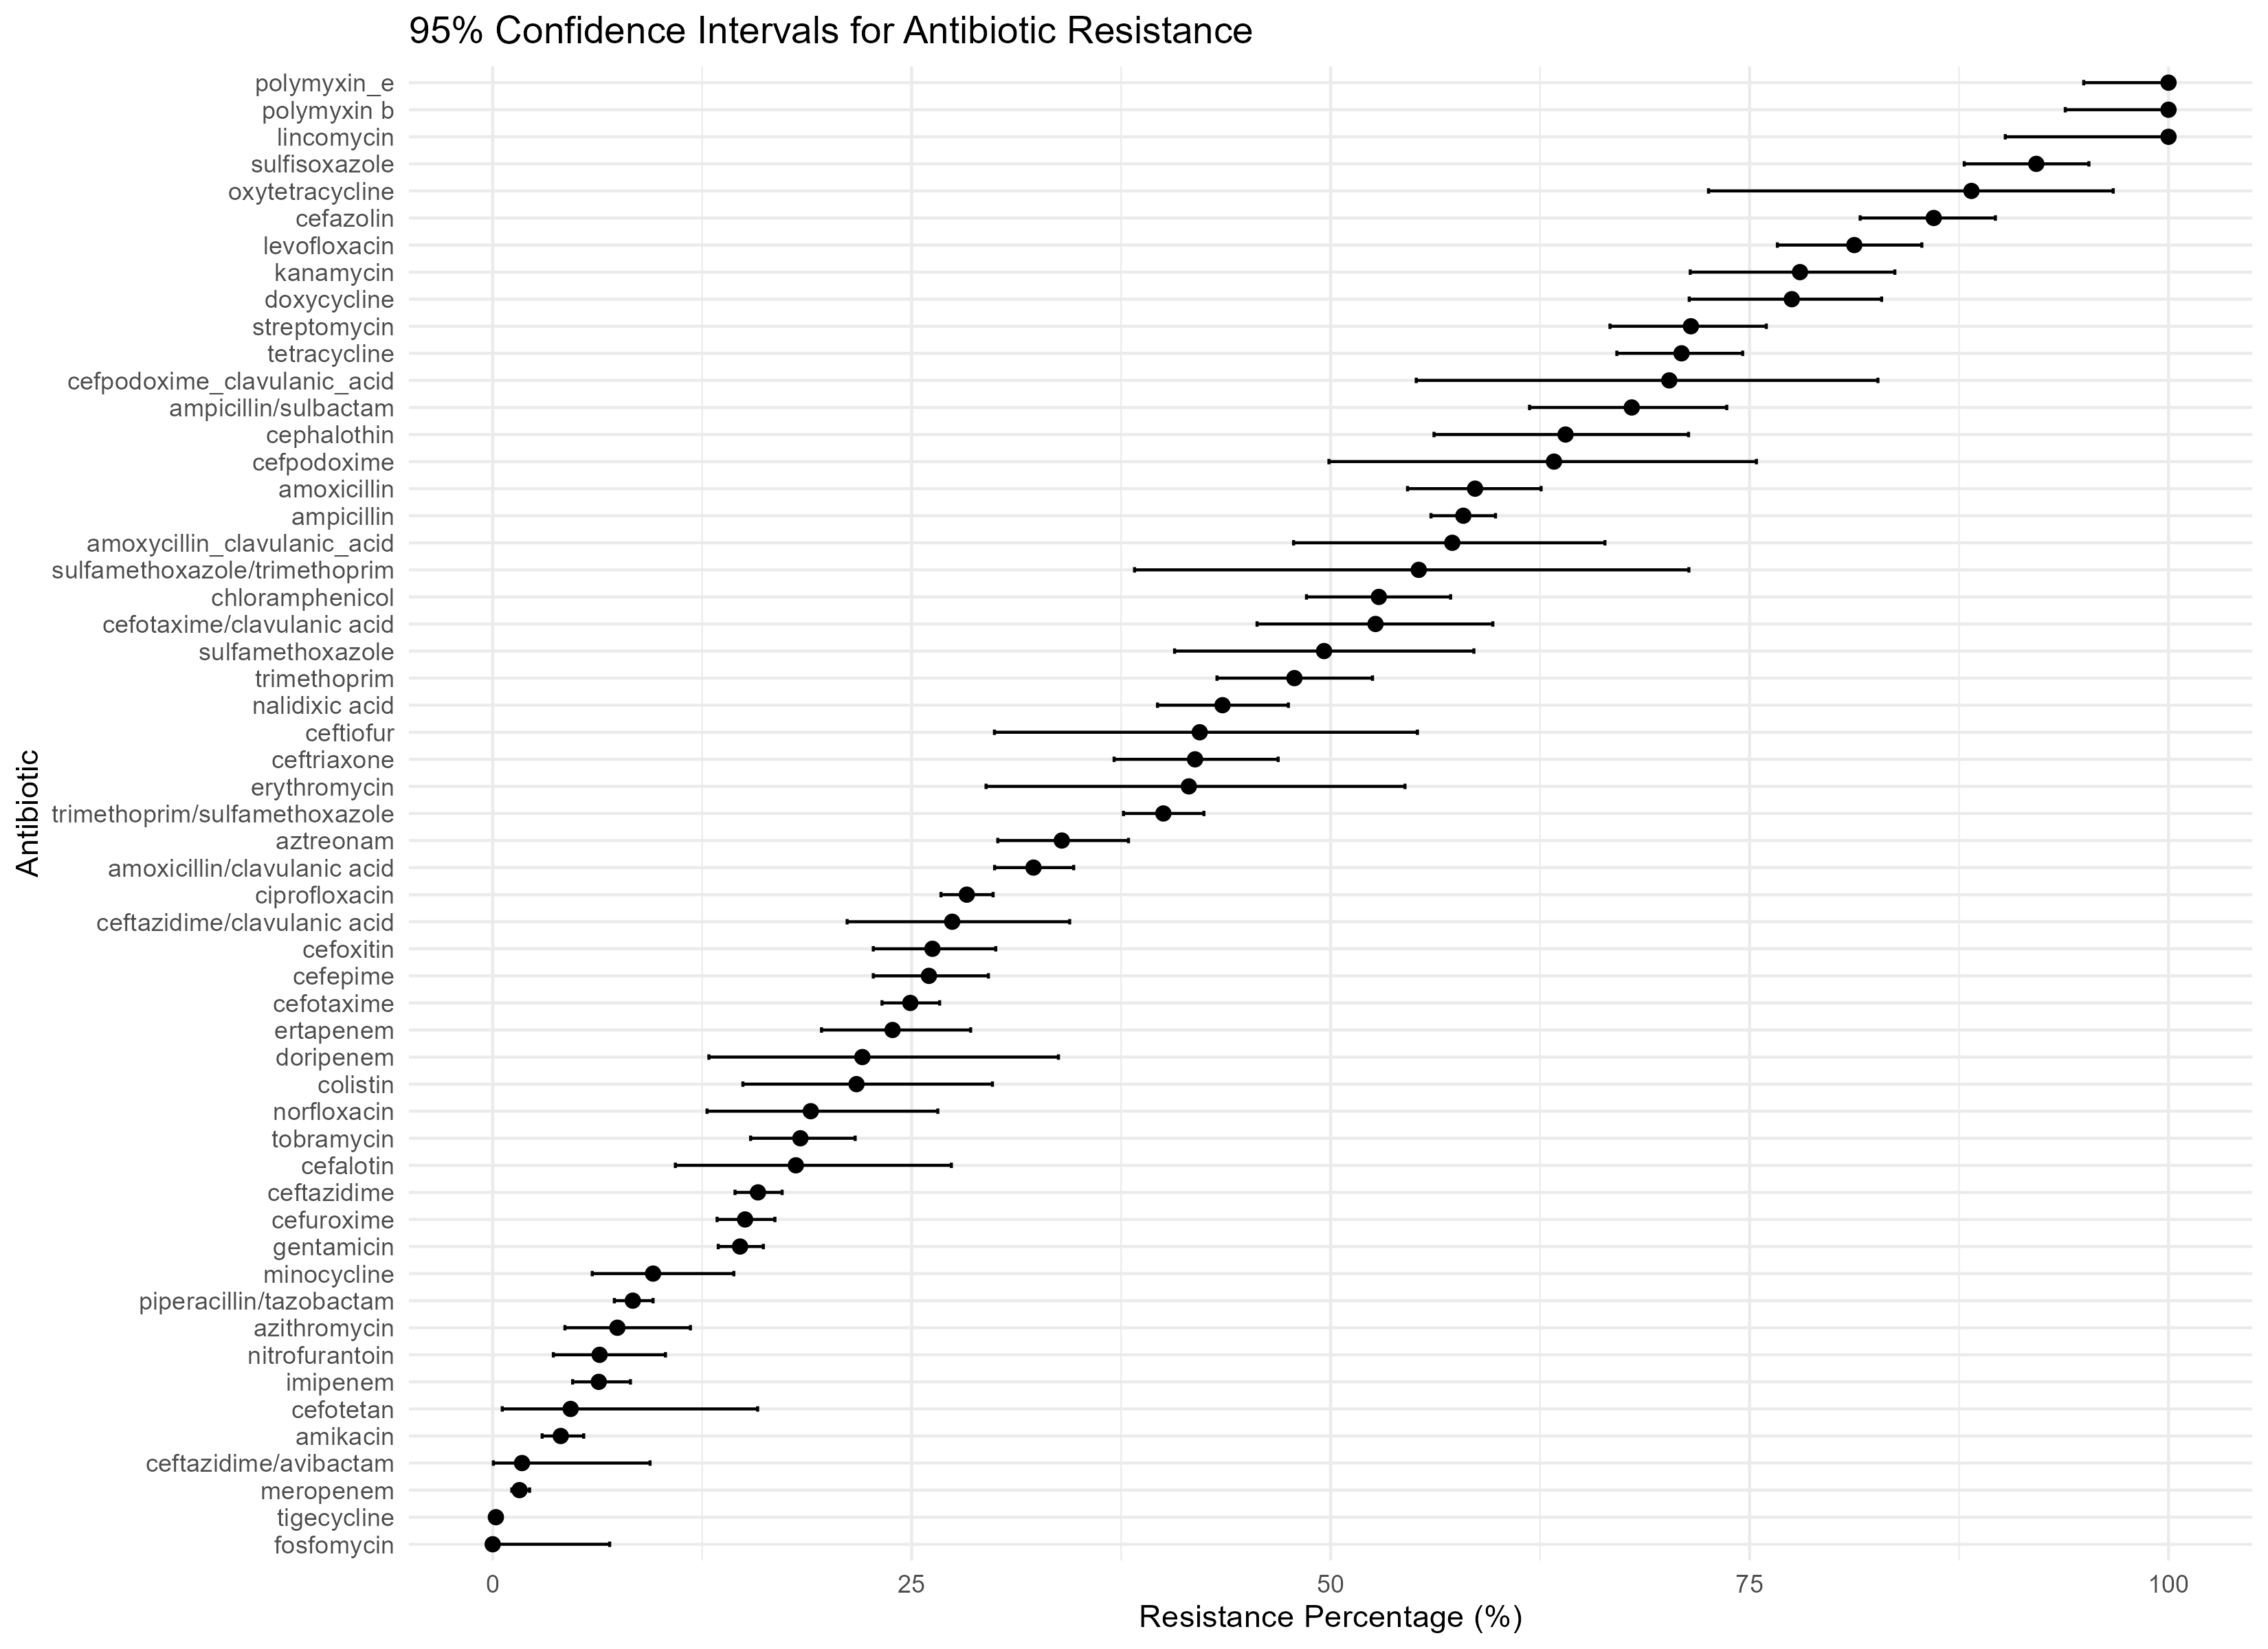 95% Confidence Intervals for Antibiotic Resistance
polymyxin_e
polymyxin b
lincomycin
sulfisoxazole
oxytetracycline
cefazolin
levofloxacin
kanamycin
doxycycline
streptomycin
tetracycline
cefpodoxime_clavulanic_acid
ampicillin/sulbactam
cephalothin
cefpodoxime
amoxicillin
ampicillin
amoxycillin_clavulanic_acid
sulfamethoxazole/trimethoprim
chloramphenicol
cefotaxime/clavulanic acid
sulfamethoxazole
trimethoprim
nalidixic acid
ceftiofur
ceftriaxone
erythromycin
trimethoprim/sulfamethoxazole
aztreonam
amoxicillin/clavulanic acid
ciprofloxacin
ceftazidime/clavulanic acid
cefoxitin
cefepime
cefotaxime
ertapenem
doripenem
colistin
norfloxacin
tobramycin
cefalotin
ceftazidime
cefuroxime
gentamicin
minocycline
piperacillin/tazobactam
azithromycin
nitrofurantoin
imipenem
cefotetan
amikacin
ceftazidime/avibactam
meropenem
tigecycline
fosfomycin
Antibiotic
0 25 50 75 100
Resistance Percentage (%)